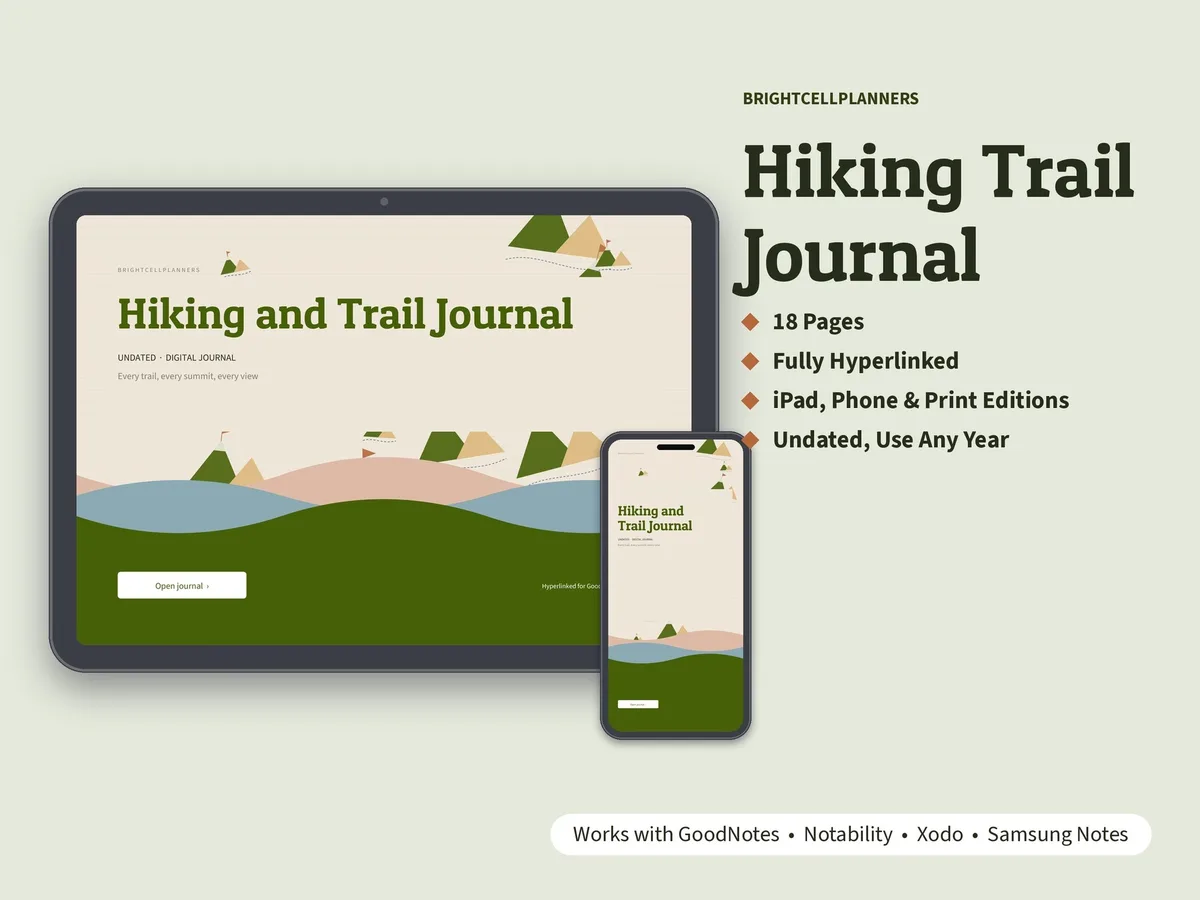 BRIGHTCELLPLANNERS
Hiking Trail
Journal
18 Pages
Fully Hyperlinked
iPad, Phone & Print Editions
Undated, Use Any Year
BRIGHTCELLPLANNERS
Hiking and Trail Journal
UNDATED · DIGITAL JOURNAL
Every trail, every summit, every view
Open journal ›
Hyperlinked for
Hiking and
Trail Journal
UNDATED · DIGITAL JOURNAL
Works with GoodNotes • Notability • Xodo • Samsung Notes